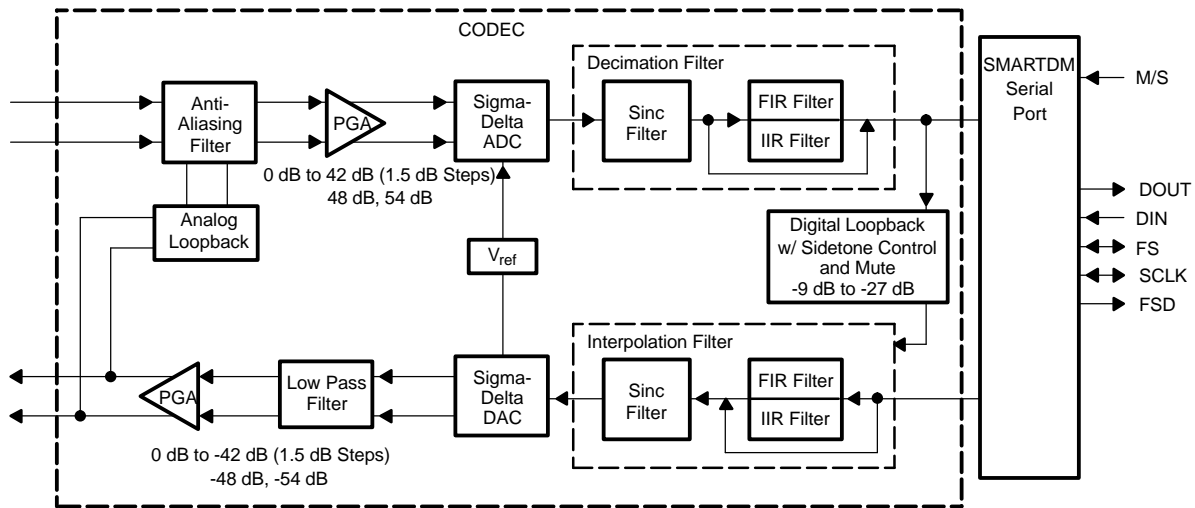 CODEC
Decimation Filter
SMARTDM
Serial
Port
M/S
Anti-
Aliasing
Filter
PGA
Sigma-
Delta
ADC
Sinc
Filter
FIR Filter
IIR Filter
0 dB to 42 dB (1.5 dB Steps)
48 dB, 54 dB
Analog
Loopback
Vref
Digital Loopback
w/ Sidetone Control
and Mute
-9 dB to -27 dB
DOUT
DIN
FS
SCLK
FSD
Interpolation Filter
PGA
Low Pass
Filter
Sigma-
Delta
DAC
Sinc
Filter
FIR Filter
IIR Filter
0 dB to -42 dB (1.5 dB Steps)
-48 dB, -54 dB